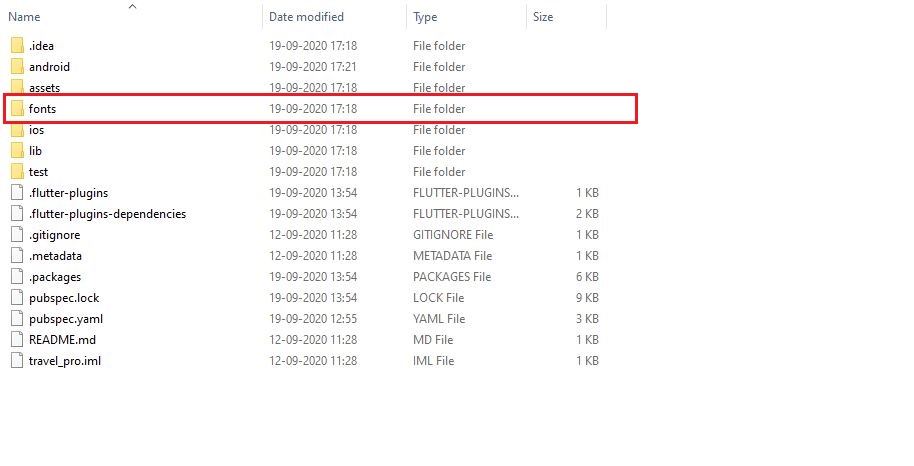 Name Date modified Type Size
.idea 19-09-2020 17:18 File folder
android 19-09-2020 17:21 File folder
assets 19-09-2020 17:18 File folder
fonts 19-09-2020 17:18 File folder
ios 19-09-2020 17:18 File folder
lib 19-09-2020 17:18 File folder
test 19-09-2020 17:18 File folder
.flutter-plugins 19-09-2020 13:54 FLUTTER-PLUGINS... 1 KB
.flutter-plugins-dependencies 19-09-2020 13:54 FLUTTER-PLUGINS... 2 KB
.gitignore 12-09-2020 11:28 GITIGNORE File 1 KB
.metadata 12-09-2020 11:28 METADATA File 1 KB
.packages 19-09-2020 13:54 PACKAGES File 6 KB
pubspec.lock 19-09-2020 13:54 LOCK File 9 KB
pubspec.yaml 19-09-2020 12:55 YAML File 3 KB
README.md 12-09-2020 11:28 MD File 1 KB
travel_pro.iml 12-09-2020 11:28 IML File 1 KB